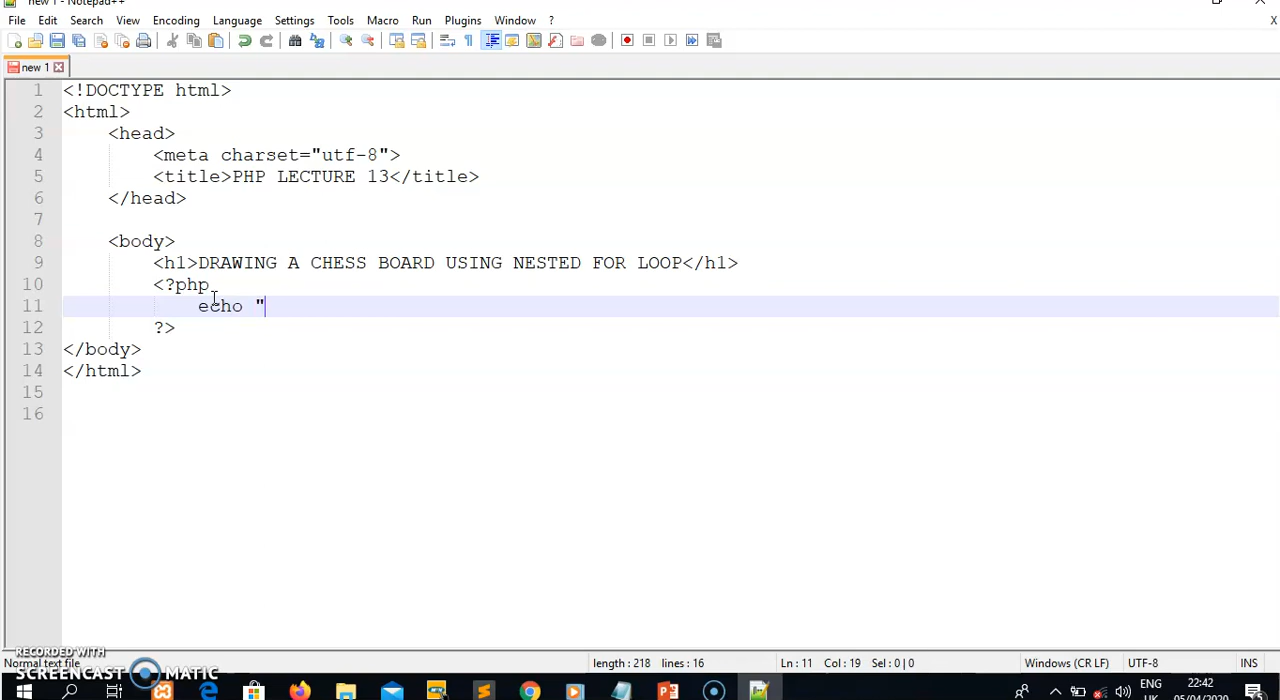 new 1 - Notepad++
File Edit Search View Encoding Language Settings Tools Macro Run Plugins Window ? X
new 1
1 <!DOCTYPE html>
2 <html>
3 <head>
4 <meta charset="utf-8">
5 <title>PHP LECTURE 13</title>
6 </head>
7
8 <body>
9 <h1>DRAWING A CHESS BOARD USING NESTED FOR LOOP</h1>
10 <?php
11 echo "
12 ?>
13 </body>
14 </html>
15
16
RECORDED WITH
SCREENCAST MATIC
Normal text file length : 218 lines : 16 Ln : 11 Col : 19 Sel : 0 | 0 Windows (CR LF) UTF-8 INS
ENG 22:42
UK 05/04/2020